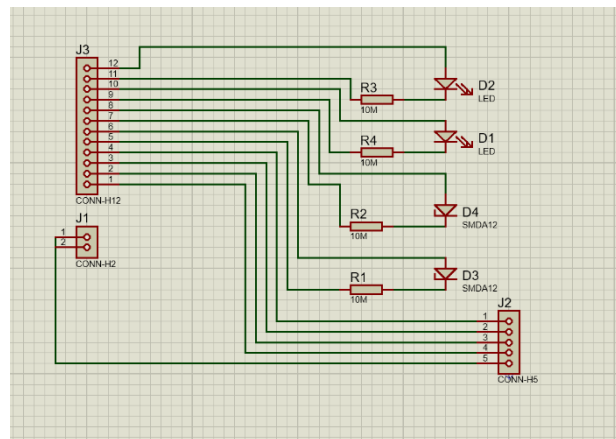 J3
12
11
10
9
8
7
6
5
4
3
2
1
CONN-H12
J1
1
2
CONN-H2
R3
10M
D2
LED
R4
10M
D1
LED
R2
10M
D4
SMDA12
R1
10M
D3
SMDA12
J2
1
2
3
4
5
CONN-H5